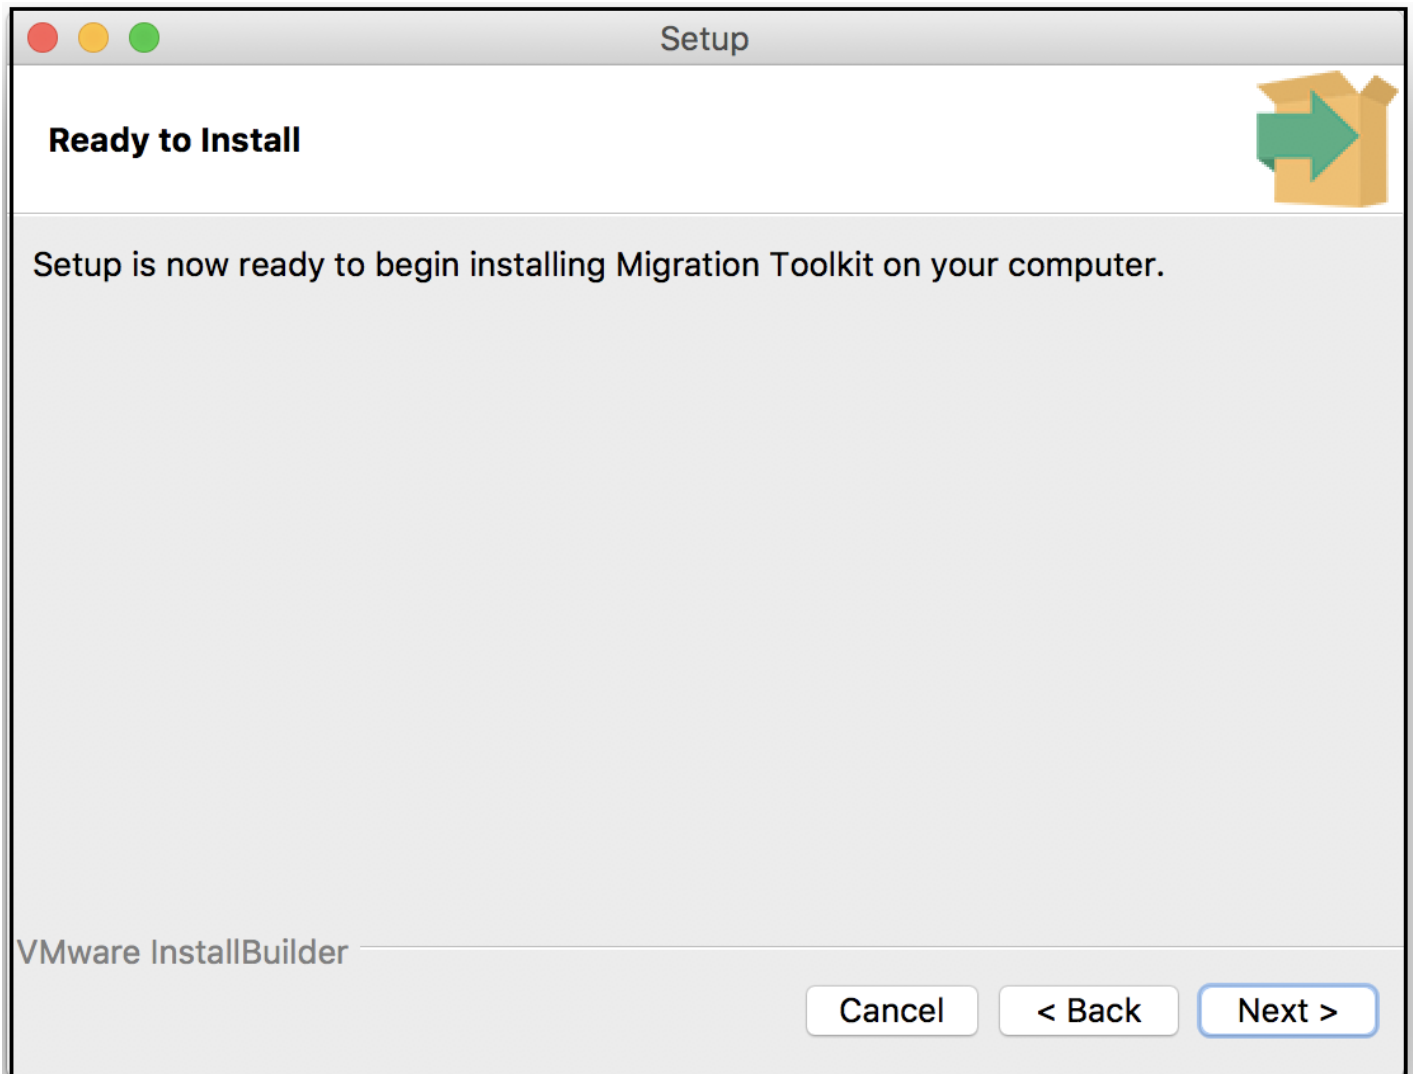 Setup
Ready to Install
Setup is now ready to begin installing Migration Toolkit on your computer.
VMware InstallBuilder
Cancel
< Back
Next >